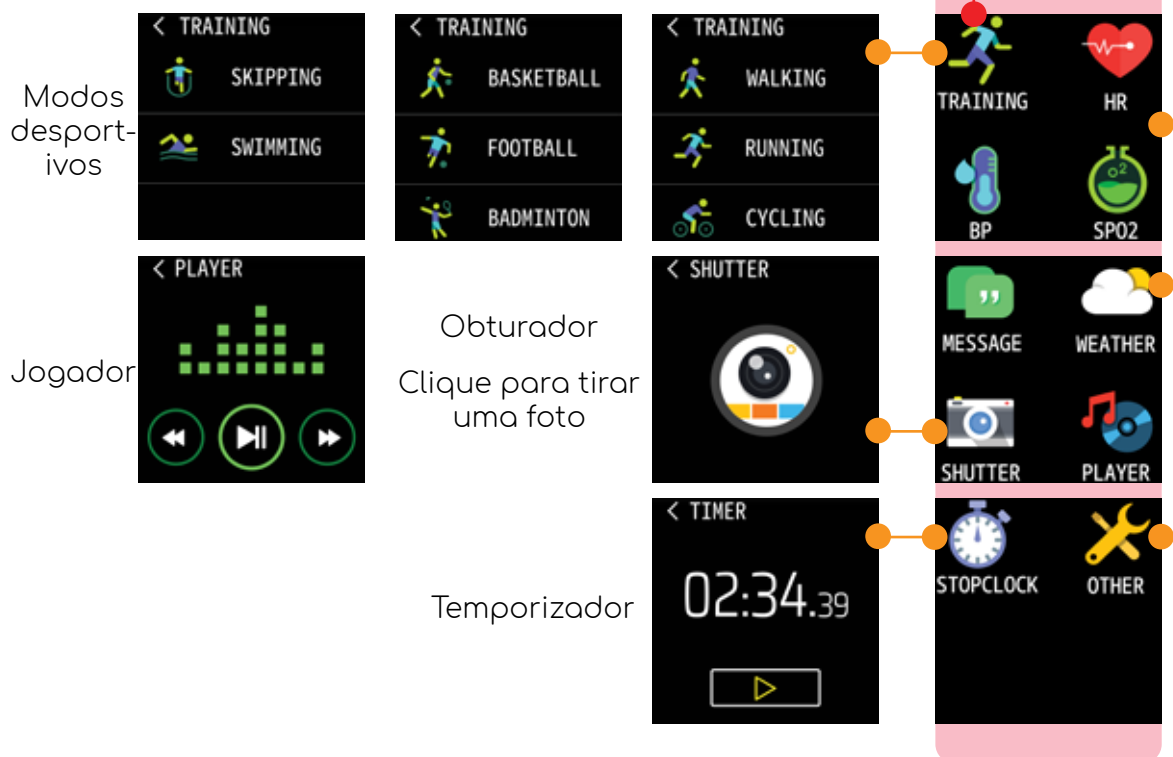 Modos
desport-
ivos
< TRAINING
SKIPPING
SWIMMING
< TRAINING
BASKETBALL
FOOTBALL
BADMINTON
< TRAINING
WALKING
RUNNING
CYCLING
TRAINING
HR
BP
O2
SPO2
Jogador
< PLAYER
Obturador
Clique para tirar
uma foto
< SHUTTER
MESSAGE
WEATHER
SHUTTER
PLAYER
Temporizador
< TIMER
02:34.39
STOPCLOCK
OTHER